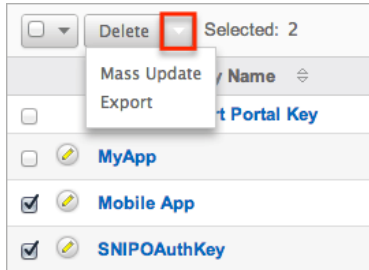 Delete Selected: 2
Mass Update
Name
Export
rt Portal Key
MyApp
Mobile App
SNIPOAuthKey